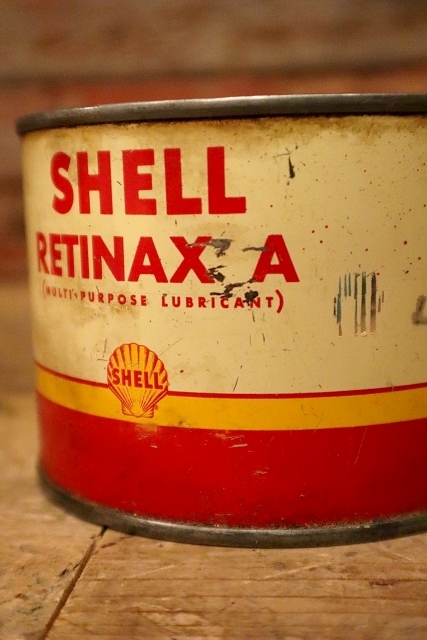 SHELL
RETINAX A
(MULTI-PURPOSE LUBRICANT)
SHELL